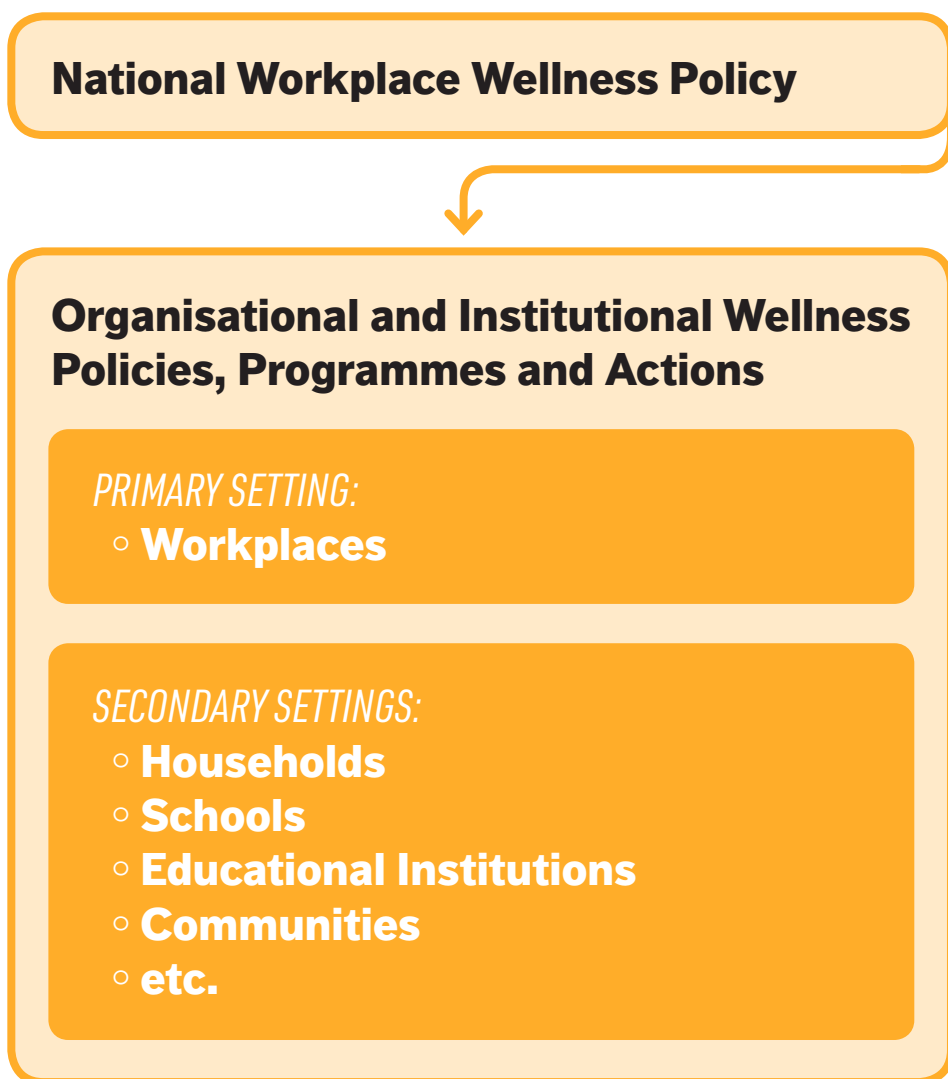 National Workplace Wellness Policy
Organisational and Institutional Wellness
Policies, Programmes and Actions
PRIMARY SETTING:
◦ Workplaces
SECONDARY SETTINGS:
◦ Households
◦ Schools
◦ Educational Institutions
◦ Communities
◦ etc.